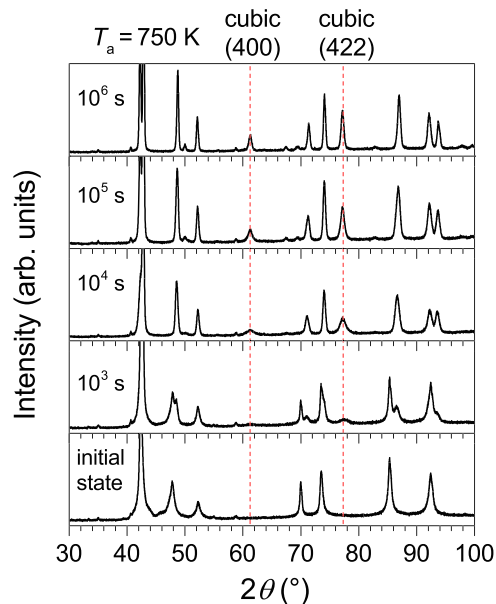 T_a = 750 K
cubic (400)
cubic (422)
10^6 s
10^5 s
10^4 s
10^3 s
initial state
Intensity (arb. units)
30 40 50 60 70 80 90 100
2θ (°)